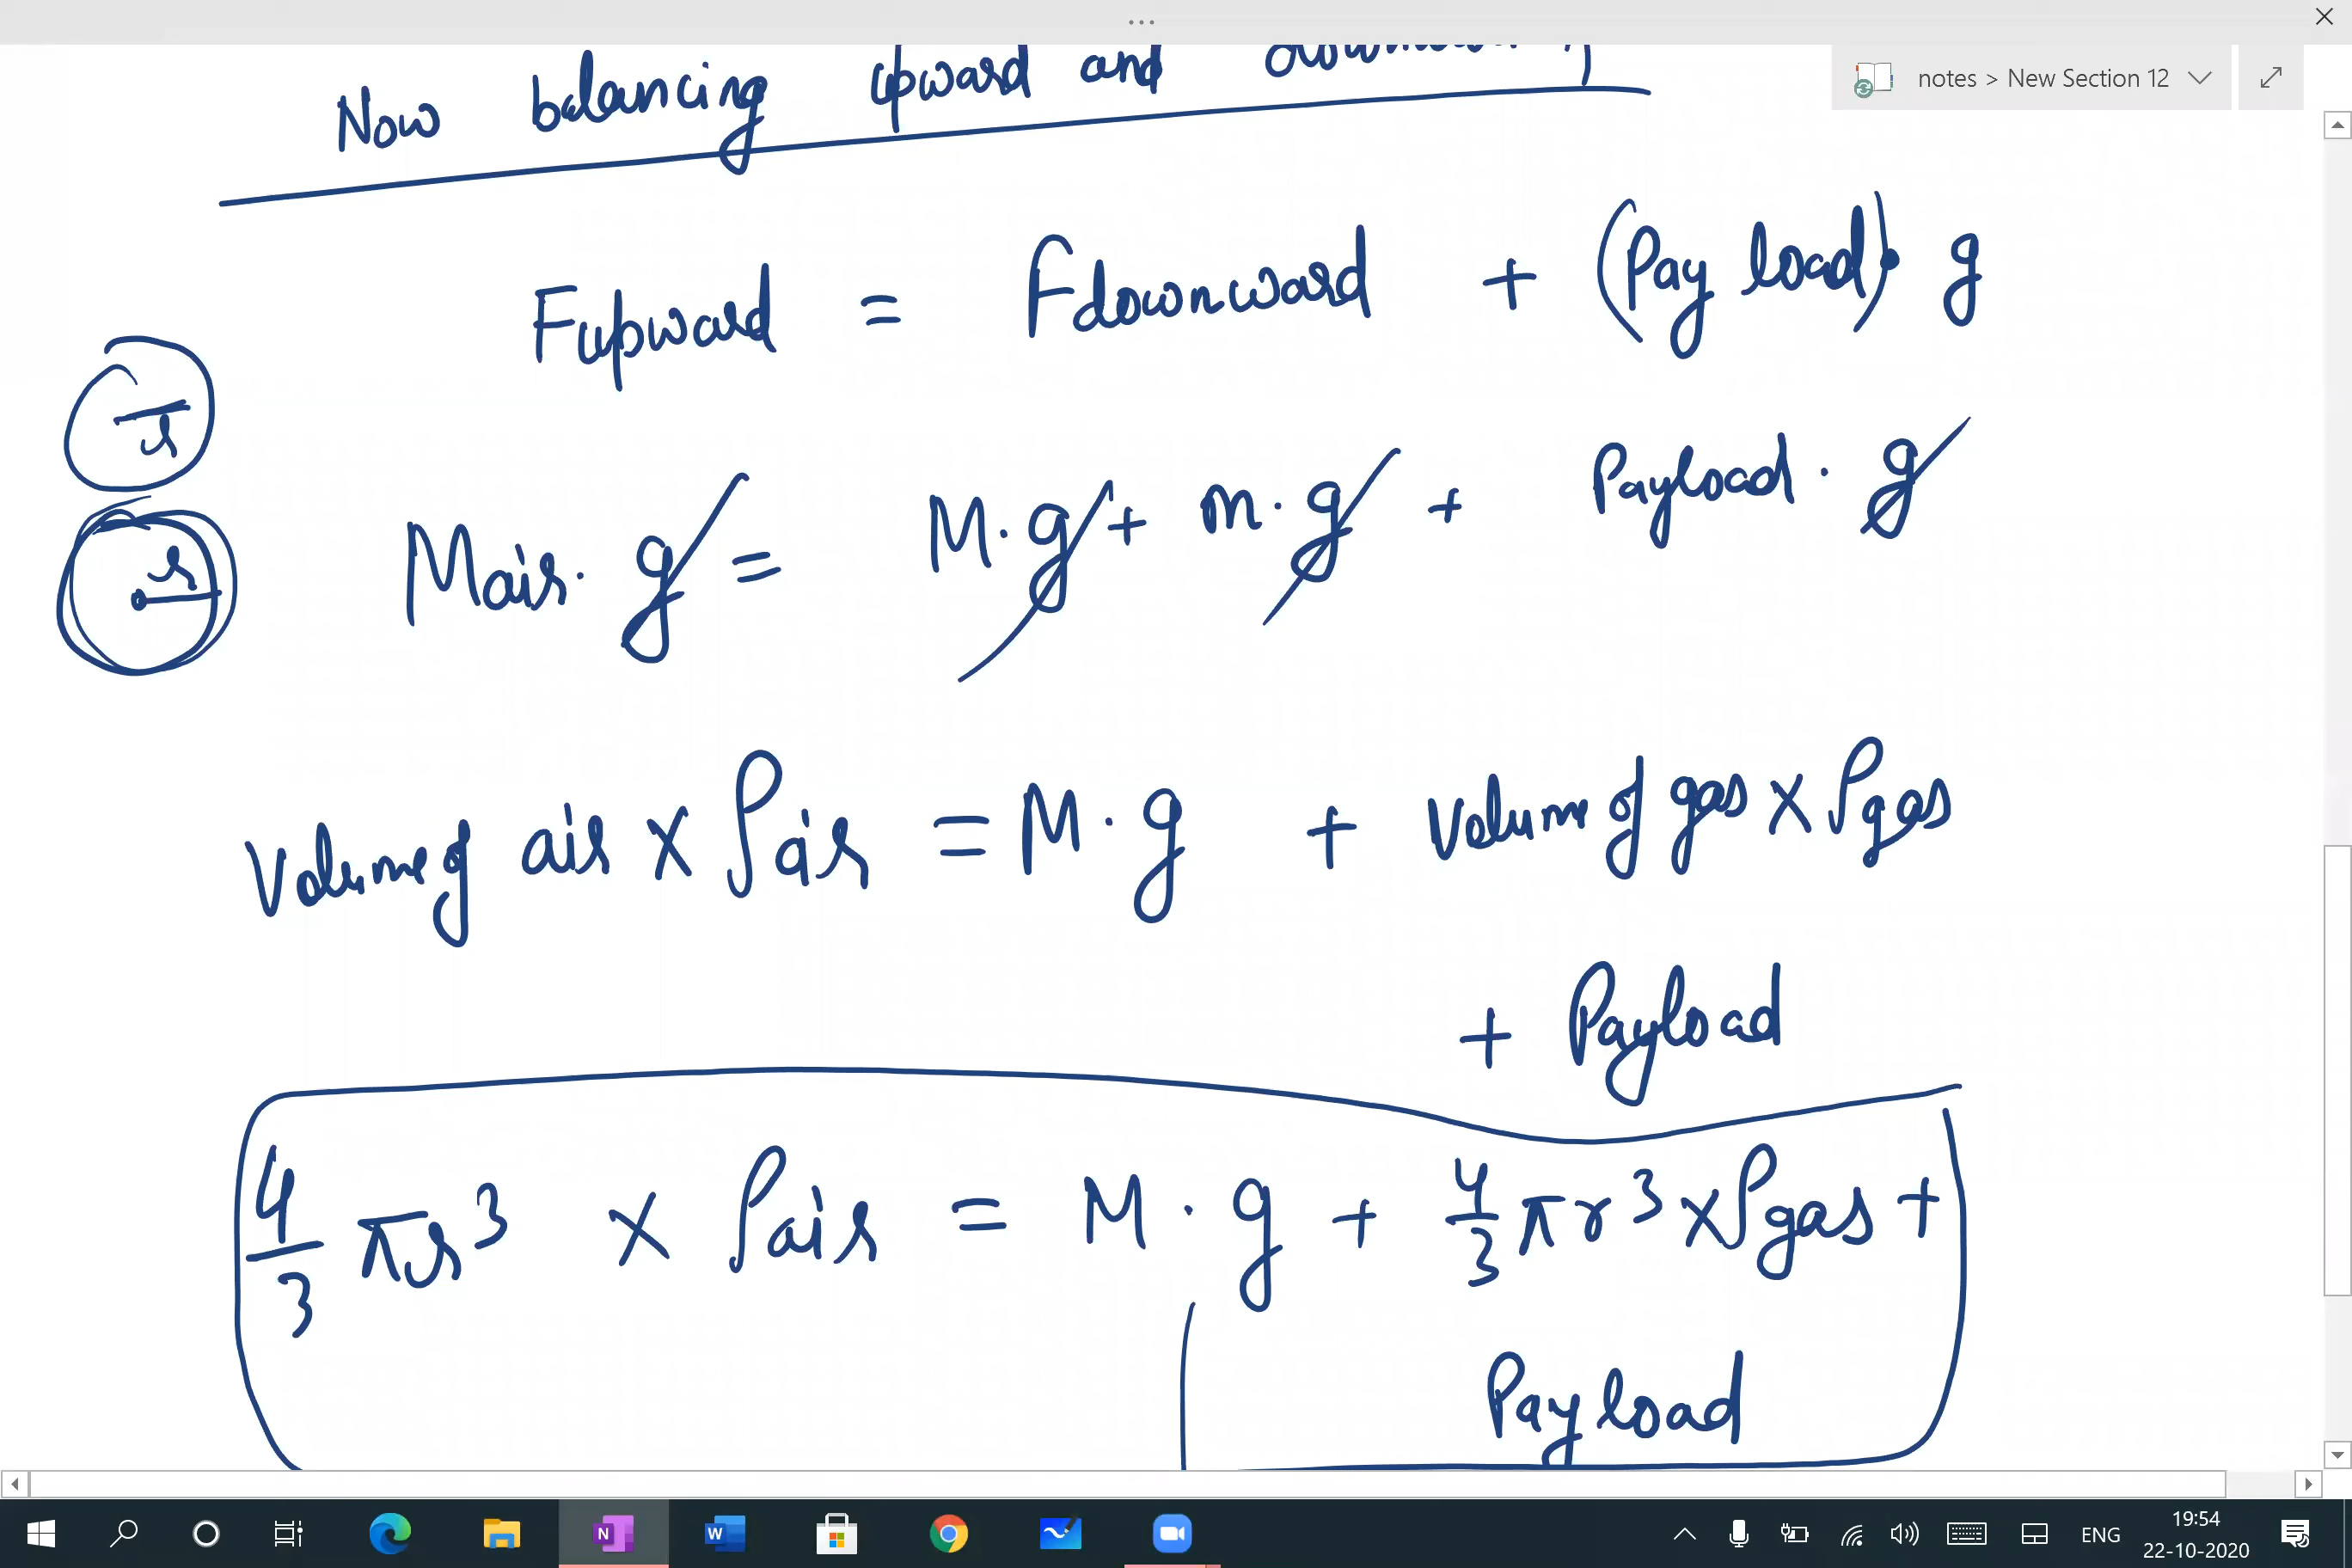 ...
notes > New Section 12
Now balancing upward and
Fupward = Fdownward + (Pay load). g
r
r
Mair. g = M.g + m.g + Payload. g
Volume of air x ρair = M. g + Volume of gas x ρgas
+ Payload
4/3 πr³ x ρair = M. g + 4/3 πr³ x ρgas +
Payload
N
W
ENG
19:54
22-10-2020